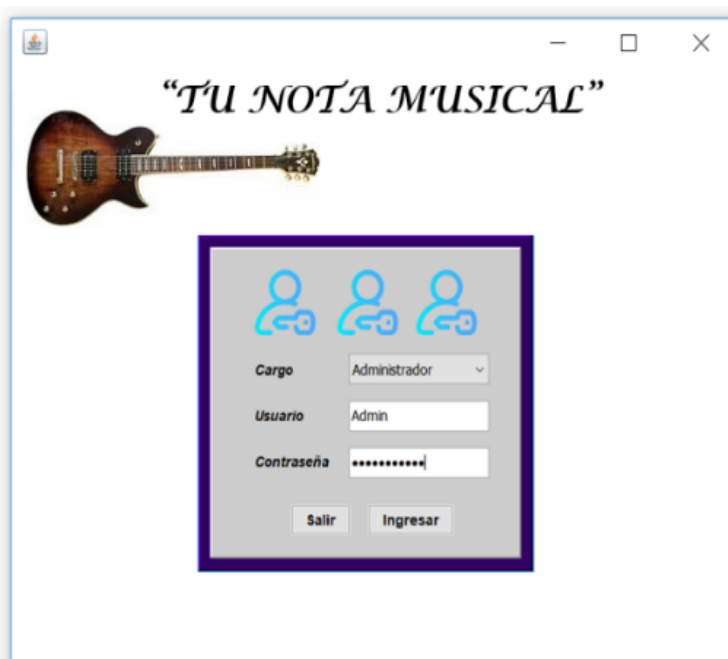 “TU NOTA MUSICAL”
Cargo Administrador
Usuario Admin
Contraseña •••••••••••
Salir Ingresar